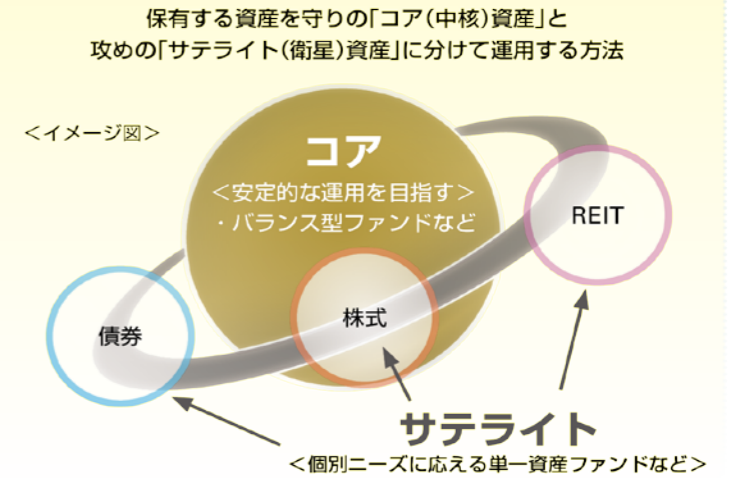 保有する資産を守りの「コア(中核)資産」と
攻めの「サテライト(衛星)資産」に分けて運用する方法
＜イメージ図＞
コア
＜安定的な運用を目指す＞
・バランス型ファンドなど
REIT
株式
債券
サテライト
＜個別ニーズに応える単一資産ファンドなど＞